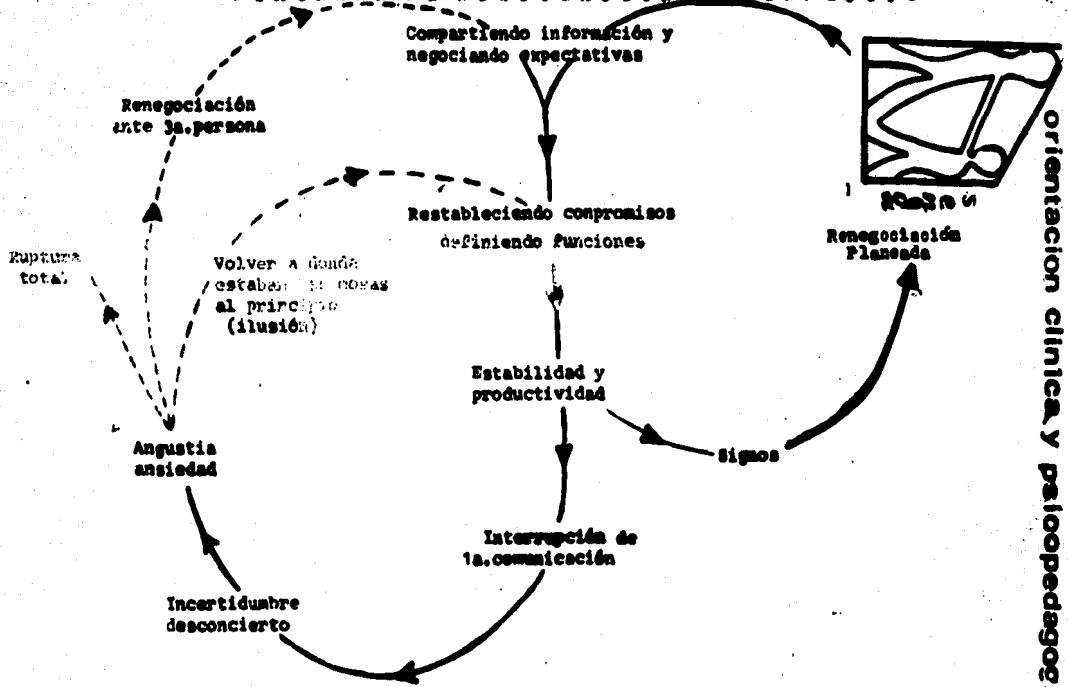 Compartiendo información y
negociando expectativas
Renegociación
ante 3a.persona
Restableciendo compromisos
definiendo funciones
Renegociación
Planeada
Ruptura
total
Volver a donde
estaban cosas
al principio
(ilusión)
Estabilidad y
productividad
Signos
Angustia
ansiedad
Interrupción de
la.comunicación
Incertidumbre
desconcierto
orientacion clinica y psicopedagog